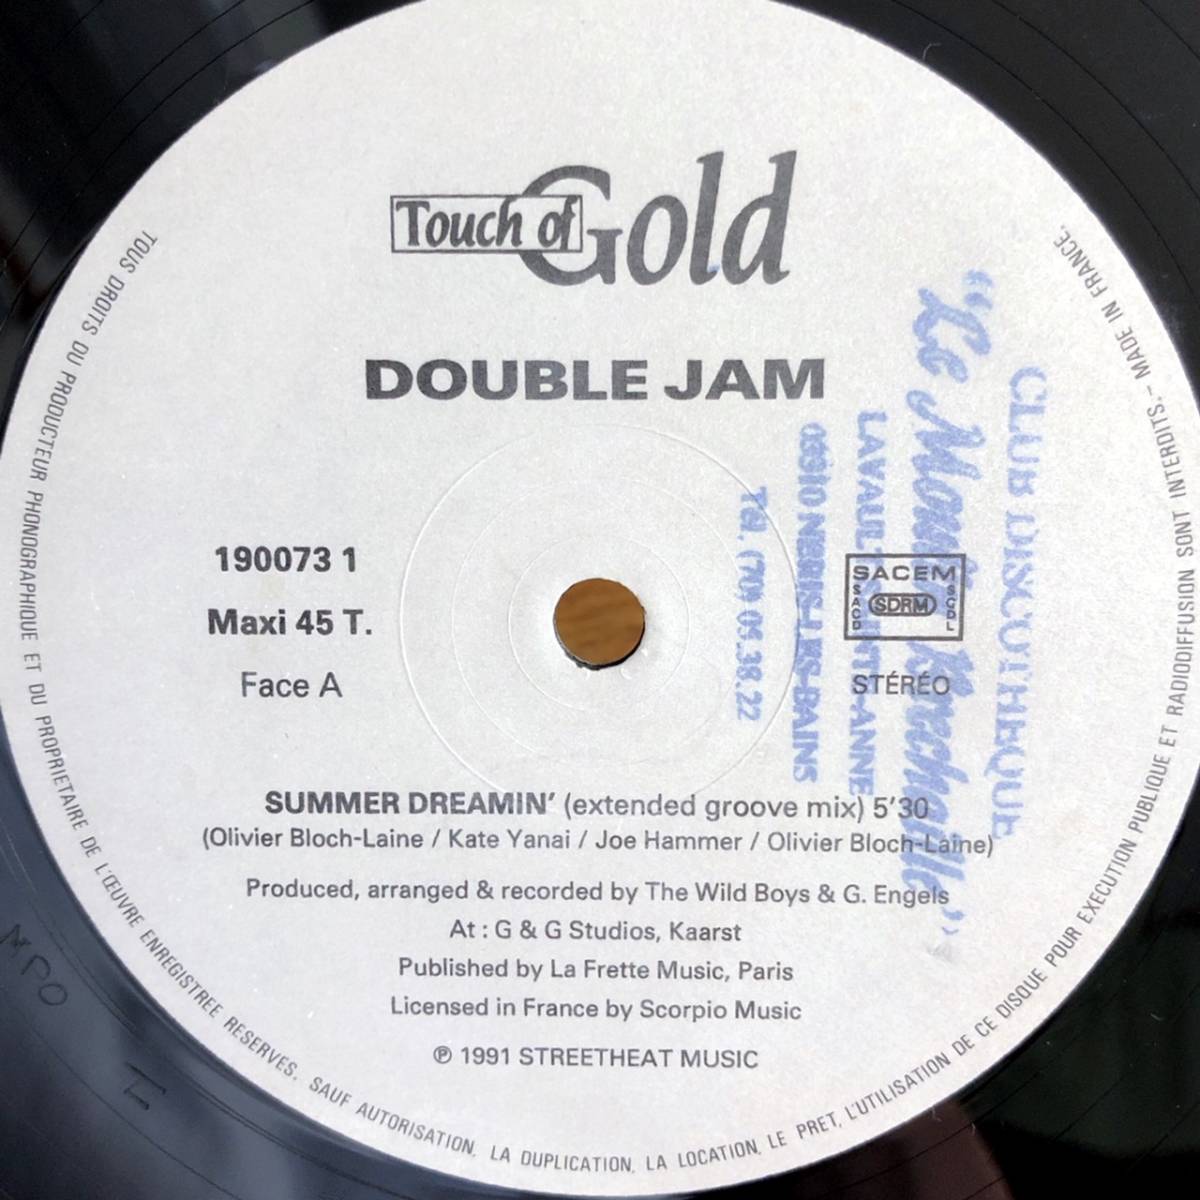 Touch of Gold
DOUBLE JAM
190073 1
Maxi 45 T.
Face A
SACEM
SACD
SDRM
SGDL
STÉRÉO
SUMMER DREAMIN' (extended groove mix) 5'30
(Olivier Bloch-Laine / Kate Yanai / Joe Hammer / Olivier Bloch-Laine)
Produced, arranged & recorded by The Wild Boys & G. Engels
At : G & G Studios, Kaarst
Published by La Frette Music, Paris
Licensed in France by Scorpio Music
℗ 1991 STREETHEAT MUSIC
TOUS DROITS DU PRODUCTEUR PHONOGRAPHIQUE ET DU PROPRIETAIRE DE L'ŒUVRE ENREGISTREE RESERVES. SAUF AUTORISATION, LA DUPLICATION, LA LOCATION, LE PRET, L'UTILISATION DE CE DISQUE POUR EXECUTION PUBLIQUE ET RADIODIFFUSION SONT INTERDITS. – MADE IN FRANCE.
CLUB DISCOTHEQUE
"Le
LAVAULT STE-ANNE
NERIS-LES-BAINS
Tél. (70)
MPO